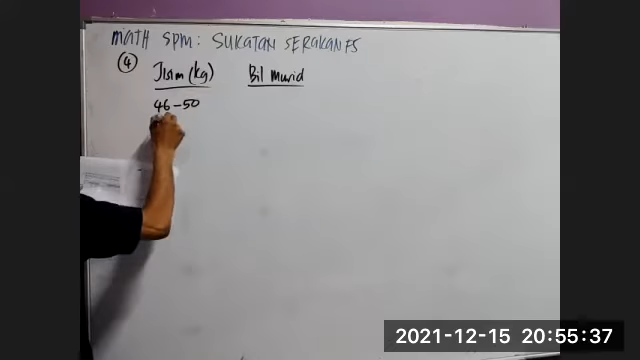 math SPM: SUKATAN SERAKAN F5
④ Jisim (kg) Bil Murid
46-50
2021-12-15 20:55:37